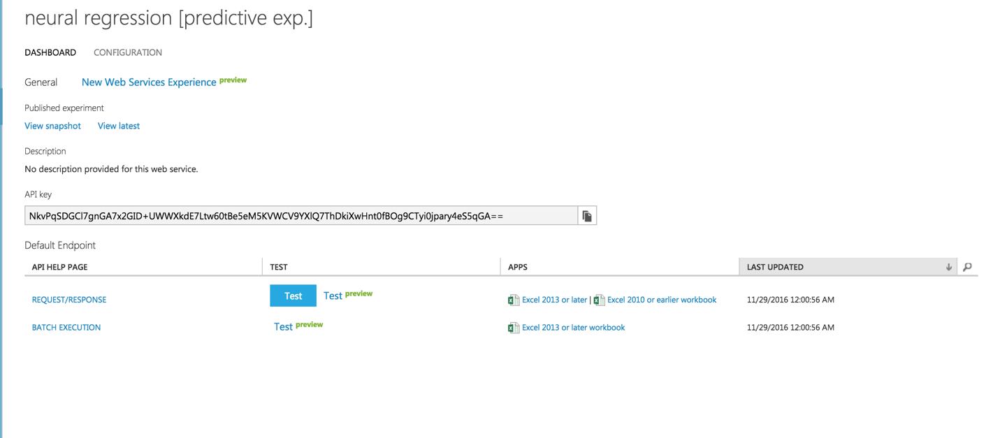 neural regression [predictive exp.]
DASHBOARD CONFIGURATION
General New Web Services Experience preview
Published experiment
View snapshot View latest
Description
No description provided for this web service.
API key
NkvPqSDGCl7gnGA7x2GID+UWWXkdE7Ltw60tBe5eM5KVWCV9YXlQ7ThDkiXwHnt0fBOg9CTyi0jpary4eS5qGA==
Default Endpoint
API HELP PAGE TEST APPS LAST UPDATED
REQUEST/RESPONSE Test Test preview Excel 2013 or later | Excel 2010 or earlier workbook 11/29/2016 12:00:56 AM
BATCH EXECUTION Test preview Excel 2013 or later workbook 11/29/2016 12:00:56 AM